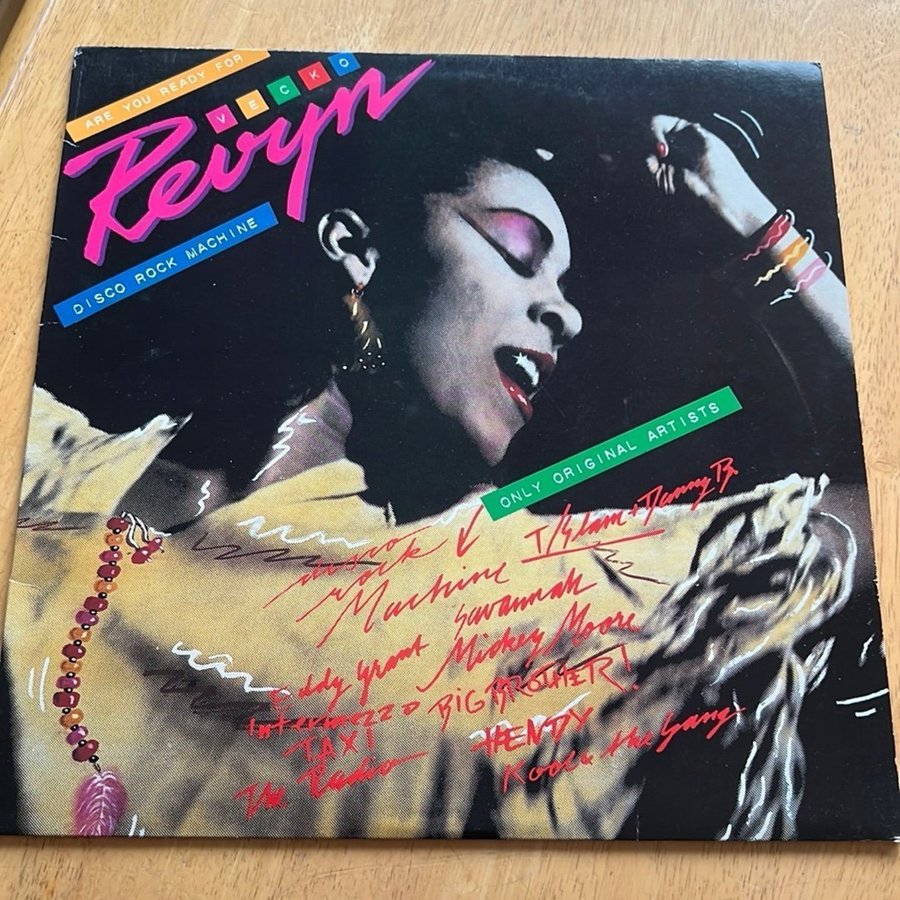 ARE YOU READY FOR
VECKO
Revyn
DISCO ROCK MACHINE
ONLY ORIGINAL ARTISTS
disco
rock
Machine
T/Slam + Danny B.
Savannah
Eddy Grant
Mickey Moore
Intermezzo
BIG BROTHER!
TAXI
HENDY
The Radio
Kool & the Gang